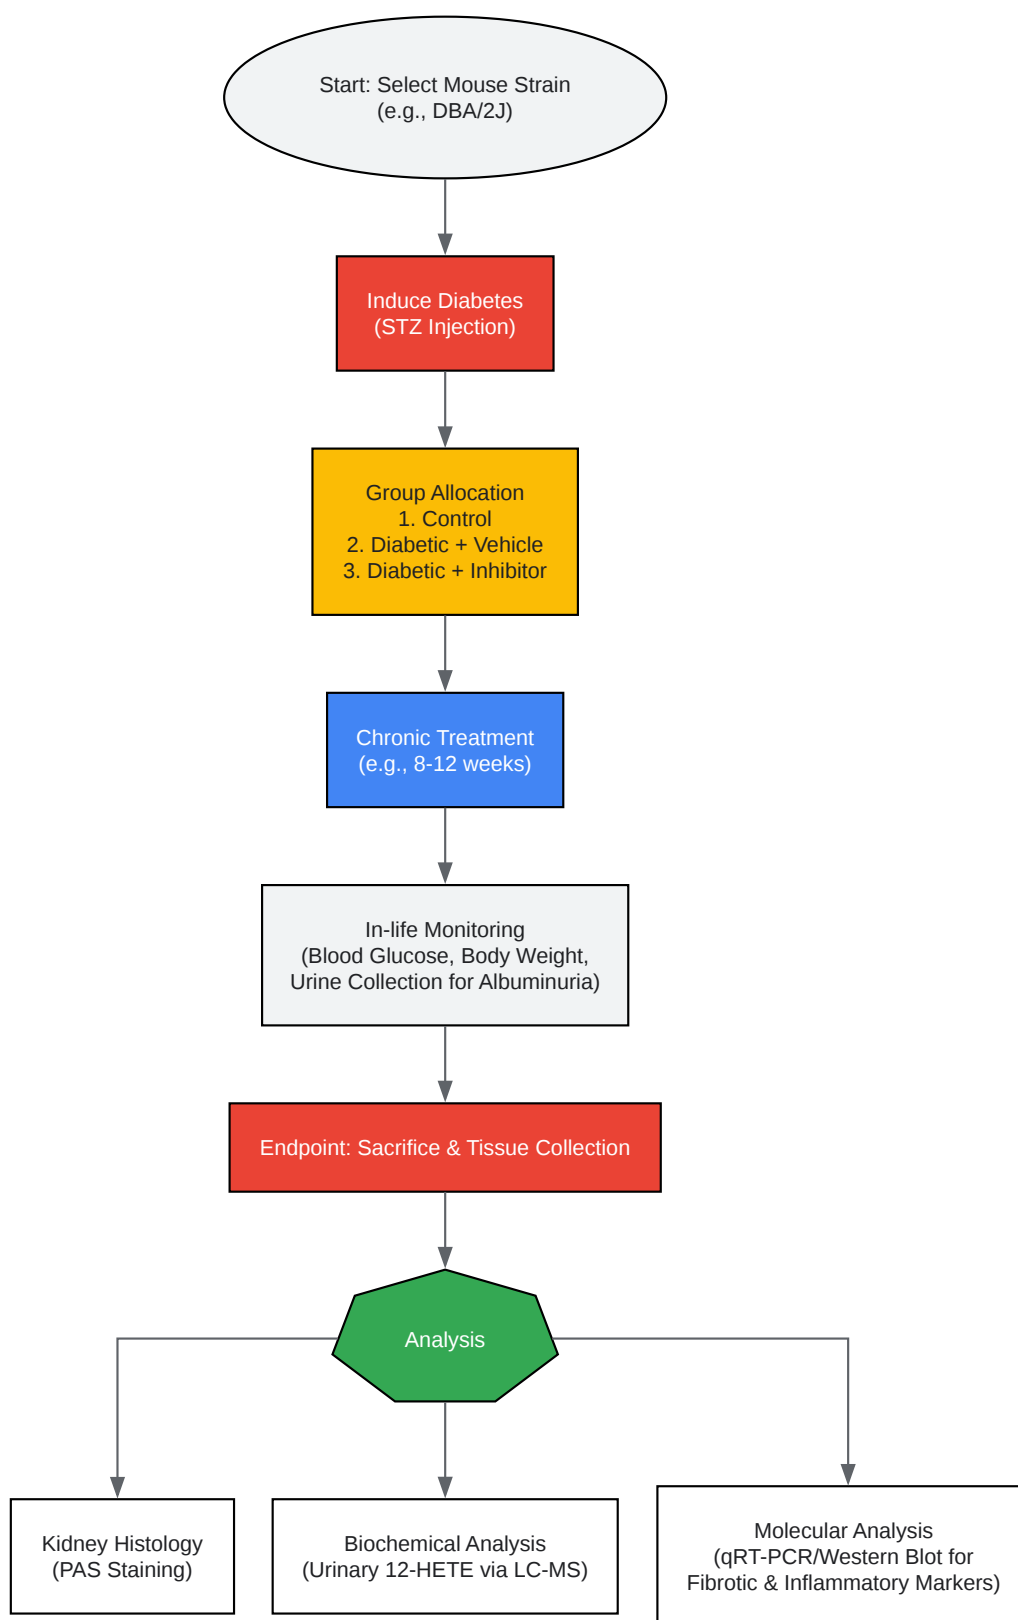 Start: Select Mouse Strain
(e.g., DBA/2J)
Induce Diabetes
(STZ Injection)
Group Allocation
1. Control
2. Diabetic + Vehicle
3. Diabetic + Inhibitor
Chronic Treatment
(e.g., 8-12 weeks)
In-life Monitoring
(Blood Glucose, Body Weight,
Urine Collection for Albuminuria)
Endpoint: Sacrifice & Tissue Collection
Analysis
Kidney Histology
(PAS Staining)
Biochemical Analysis
(Urinary 12-HETE via LC-MS)
Molecular Analysis
(qRT-PCR/Western Blot for
Fibrotic & Inflammatory Markers)